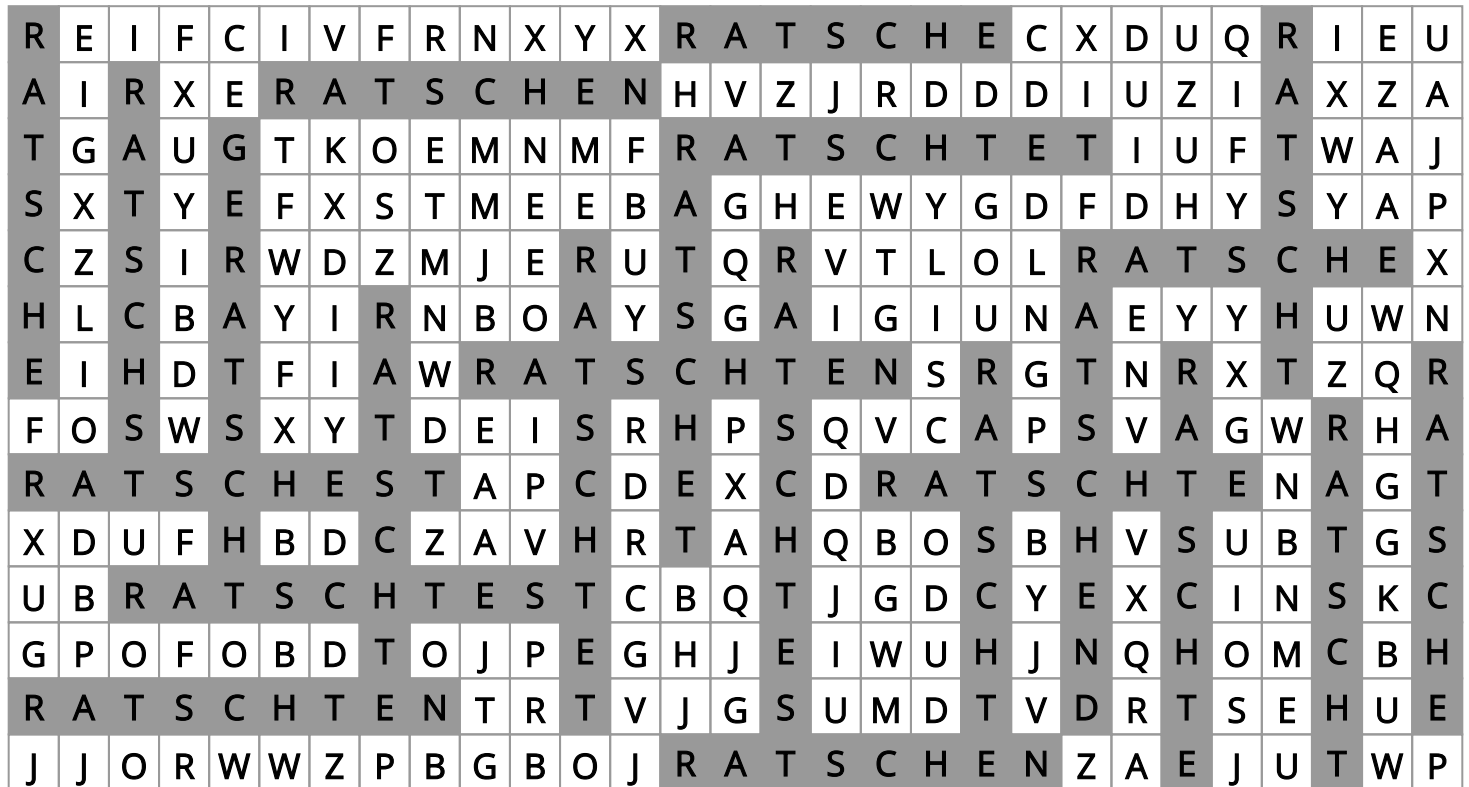 R E I F C I V F R N X Y X R A T S C H E C X D U Q R I E U
A I R X E R A T S C H E N H V Z J R D D D I U Z I A X Z A
T G A U G T K O E M N M F R A T S C H T E T I U F T W A J
S X T Y E F X S T M E E B A G H E W Y G D F D H Y S Y A P
C Z S I R W D Z M J E R U T Q R V T L O L R A T S C H E X
H L C B A Y I R N B O A Y S G A I G I U N A E Y Y H U W N
E I H D T F I A W R A T S C H T E N S R G T N R X T Z Q R
F O S W S X Y T D E I S R H P S Q V C A P S V A G W R H A
R A T S C H E S T A P C D E X C D R A T S C H T E N A G T
X D U F H B D C Z A V H R T A H Q B O S B H V S U B T G S
U B R A T S C H T E S T C B Q T J G D C Y E X C I N S K C
G P O F O B D T O J P E G H J E I W U H J N Q H O M C B H
R A T S C H T E N T R T V J G S U M D T V D R T S E H U E
J J O R W W Z P B G B O J R A T S C H E N Z A E J U T W P